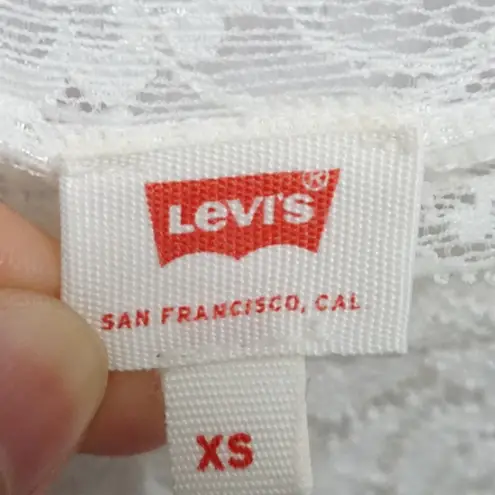 Levi's®
SAN FRANCISCO, CAL
XS